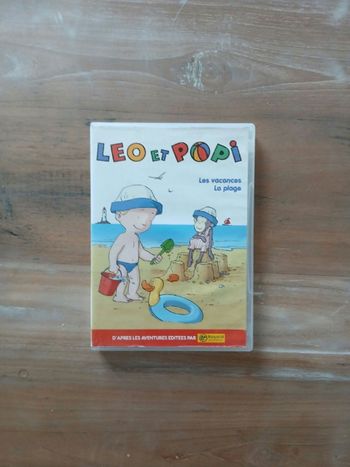 LEO ET POPI
Les vacances
La plage
D'APRES LES AVENTURES EDITEES PAR